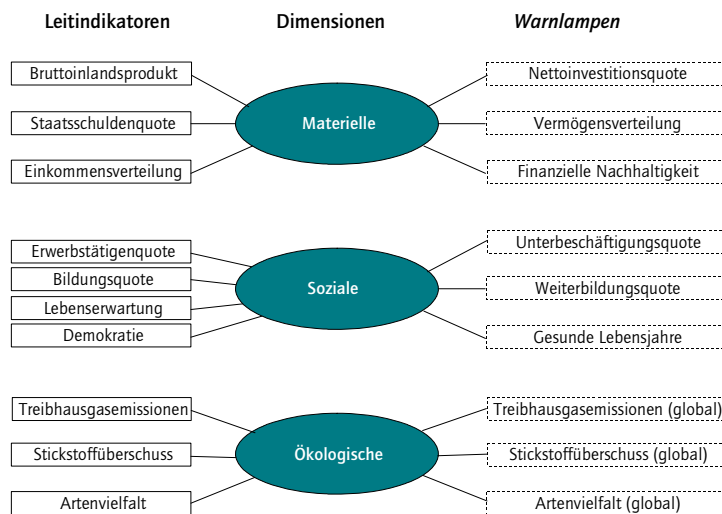 Leitindikatoren Dimensionen Warnlampen
Bruttoinlandsprodukt
Staatsschuldenquote
Einkommensverteilung
Materielle
Nettoinvestitionsquote
Vermögensverteilung
Finanzielle Nachhaltigkeit
Erwerbstätigenquote
Bildungsquote
Lebenserwartung
Demokratie
Soziale
Unterbeschäftigungsquote
Weiterbildungsquote
Gesunde Lebensjahre
Treibhausgasemissionen
Stickstoffüberschuss
Artenvielfalt
Ökologische
Treibhausgasemissionen (global)
Stickstoffüberschuss (global)
Artenvielfalt (global)